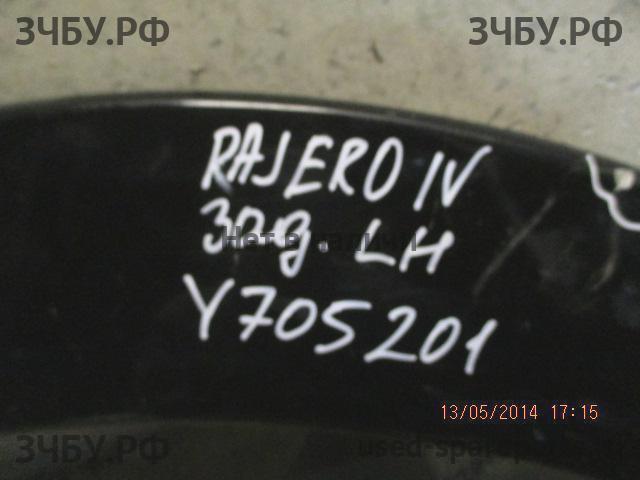 ЗЧБУ.РФ ЗЧБУ.РФ
PAJERO IV
Зад. LH
Нет в наличии
Y705201
13/05/2014 17:15
ЗЧБУ.РФ